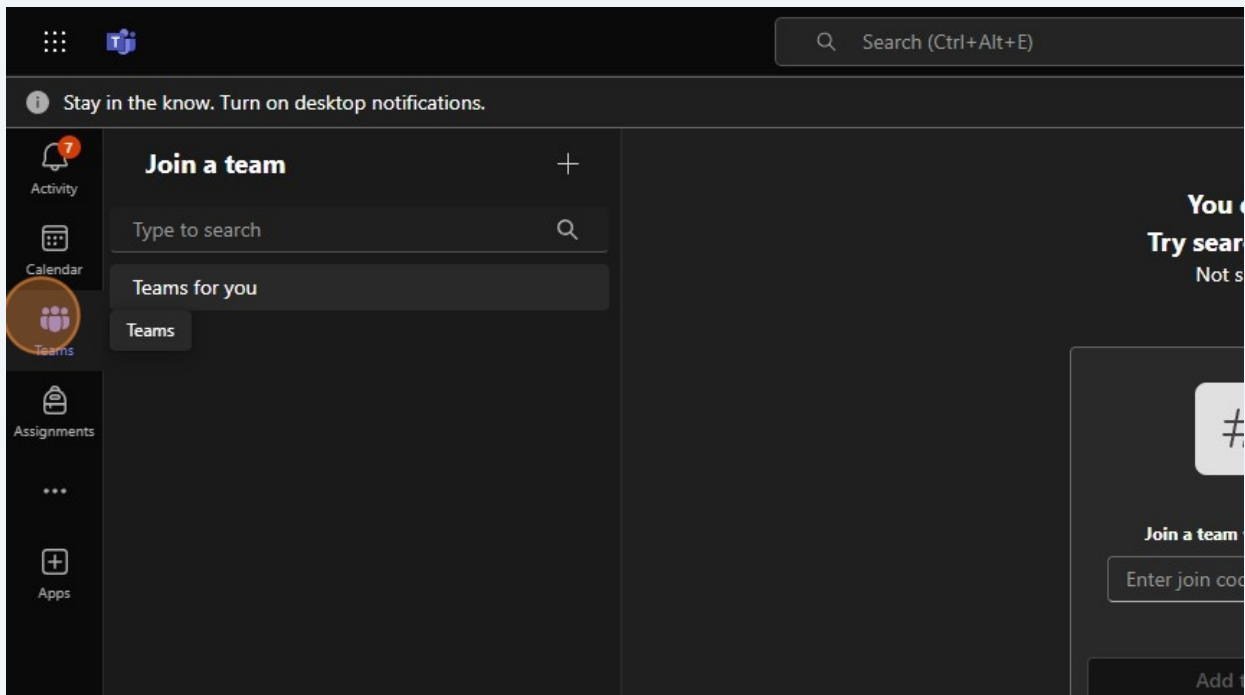 Search (Ctrl+Alt+E)
Stay in the know. Turn on desktop notifications.
7
Activity
Join a team
Type to search
Calendar
Teams for you
Teams
Teams
Assignments
Apps
You
Try sear
Not s
#
Join a team
Enter join cod
Add t